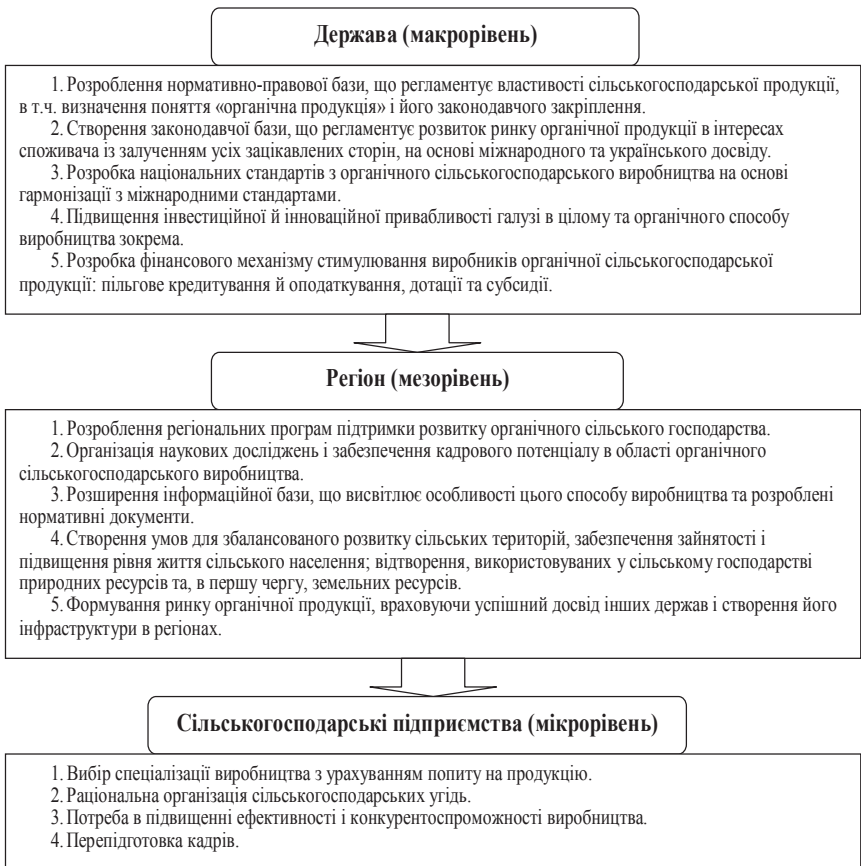 Держава (макрорівень)
1. Розроблення нормативно-правової бази, що регламентує властивості сільськогосподарської продукції,
в т.ч. визначення поняття «органічна продукція» і його законодавчого закріплення.
2. Створення законодавчої бази, що регламентує розвиток ринку органічної продукції в інтересах
споживача із залученням усіх зацікавлених сторін, на основі міжнародного та українського досвіду.
3. Розробка національних стандартів з органічного сільськогосподарського виробництва на основі
гармонізації з міжнародними стандартами.
4. Підвищення інвестиційної й інноваційної привабливості галузі в цілому та органічного способу
виробництва зокрема.
5. Розробка фінансового механізму стимулювання виробників органічної сільськогосподарської
продукції: пільгове кредитування й оподаткування, дотації та субсидії.
Регіон (мезорівень)
1. Розроблення регіональних програм підтримки розвитку органічного сільського господарства.
2. Організація наукових досліджень і забезпечення кадрового потенціалу в області органічного
сільськогосподарського виробництва.
3. Розширення інформаційної бази, що висвітлює особливості цього способу виробництва та розроблені
нормативні документи.
4. Створення умов для збалансованого розвитку сільських територій, забезпечення зайнятості і
підвищення рівня життя сільського населення; відтворення, використовуваних у сільському господарстві
природних ресурсів та, в першу чергу, земельних ресурсів.
5. Формування ринку органічної продукції, враховуючи успішний досвід інших держав і створення його
інфраструктури в регіонах.
Сільськогосподарські підприємства (мікрорівень)
1. Вибір спеціалізації виробництва з урахуванням попиту на продукцію.
2. Раціональна організація сільськогосподарських угідь.
3. Потреба в підвищенні ефективності і конкурентоспроможності виробництва.
4. Перепідготовка кадрів.